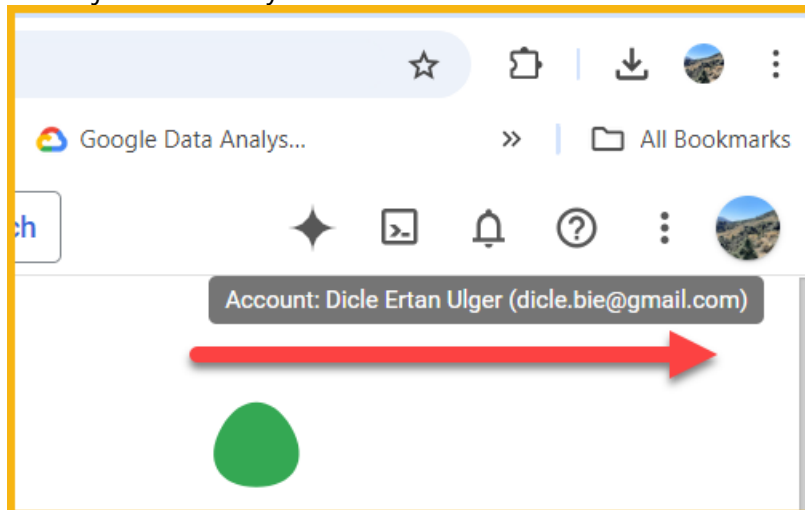 Google Data Analys...
All Bookmarks
ch
Account: Dicle Ertan Ulger (dicle.bie@gmail.com)